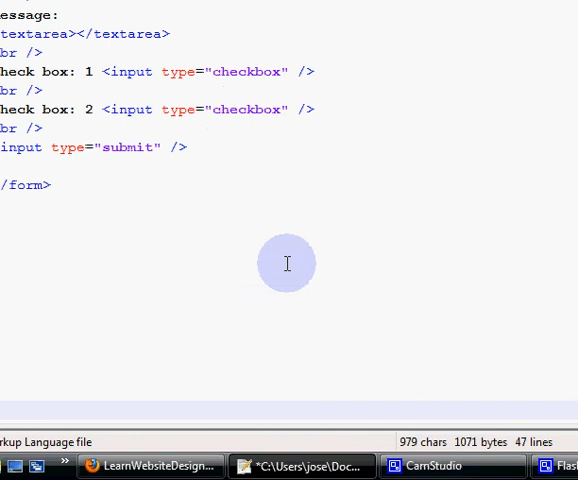 essage:
textarea></textarea>
br />
heck box: 1 <input type="checkbox" />
br />
heck box: 2 <input type="checkbox" />
br />
input type="submit" />
/form>
rkup Language file 979 chars 1071 bytes 47 lines
» LearnWebsiteDesign... *C:\Users\jose\Doc... CamStudio Flash